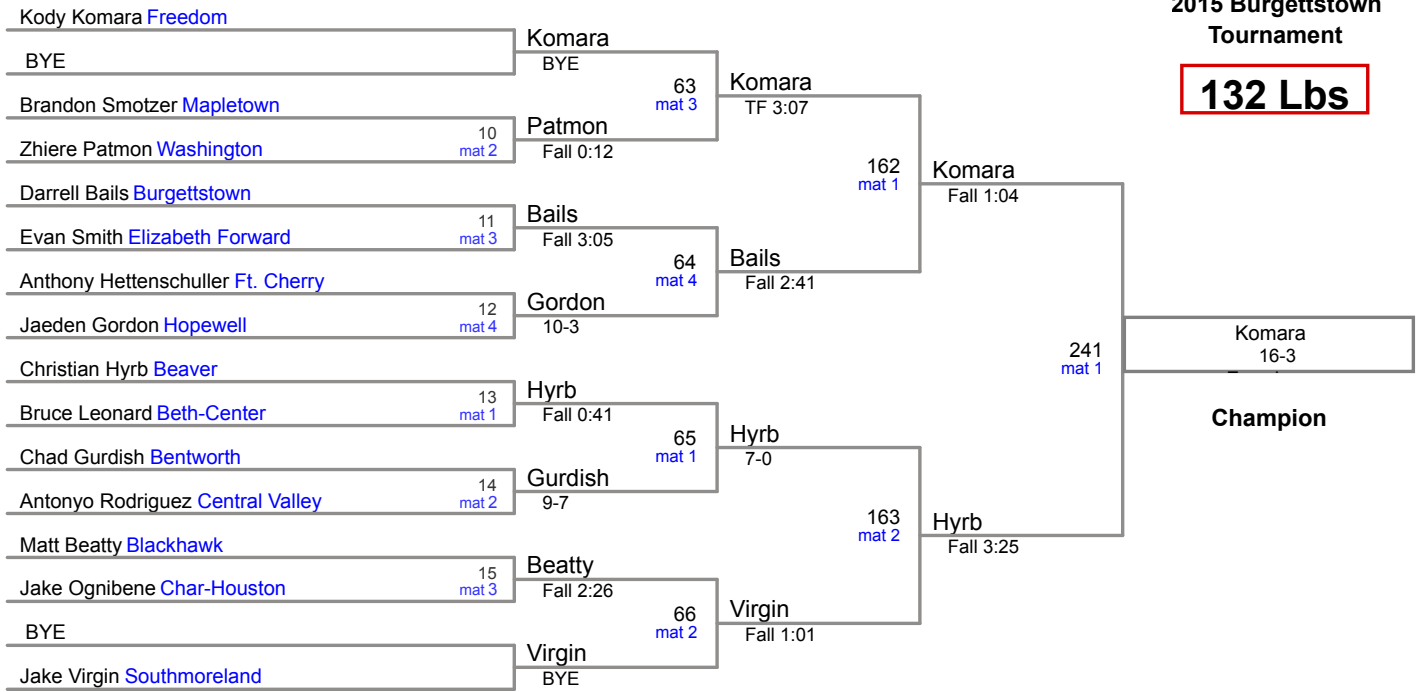 Kody Komara Freedom
BYE
Brandon Smotzer Mapletown
Zhiere Patmon Washington
Darrell Bails Burgettstown
Evan Smith Elizabeth Forward
Anthony Hettenschuller Ft. Cherry
Jaeden Gordon Hopewell
Christian Hyrb Beaver
Bruce Leonard Beth-Center
Chad Gurdish Bentworth
Antonyo Rodriguez Central Valley
Matt Beatty Blackhawk
Jake Ognibene Char-Houston
BYE
Jake Virgin Southmoreland
10
mat 2
11
mat 3
12
mat 4
13
mat 1
14
mat 2
15
mat 3
Komara
BYE
Patmon
Fall 0:12
Bails
Fall 3:05
Gordon
10-3
Hyrb
Fall 0:41
Gurdish
9-7
Beatty
Fall 2:26
Virgin
BYE
63
mat 3
64
mat 4
65
mat 1
66
mat 2
Komara
TF 3:07
Bails
Fall 2:41
Hyrb
7-0
Virgin
Fall 1:01
162
mat 1
163
mat 2
Komara
Fall 1:04
Hyrb
Fall 3:25
241
mat 1
2015 Burgettstown
Tournament
132 Lbs
Komara
16-3
Champion